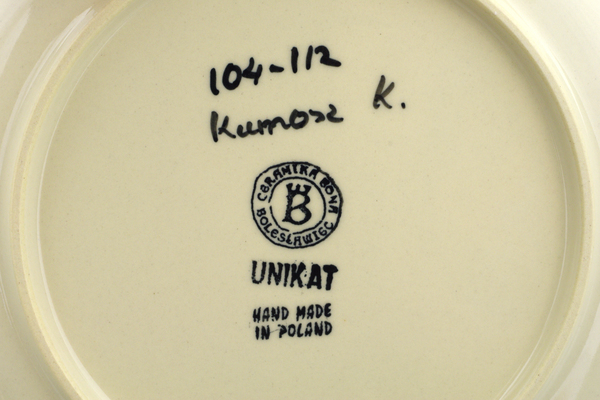 104-112
Kumosz K.
CERAMIKA BONA
B
BOLESŁAWIEC
UNIKAT
HAND MADE
IN POLAND